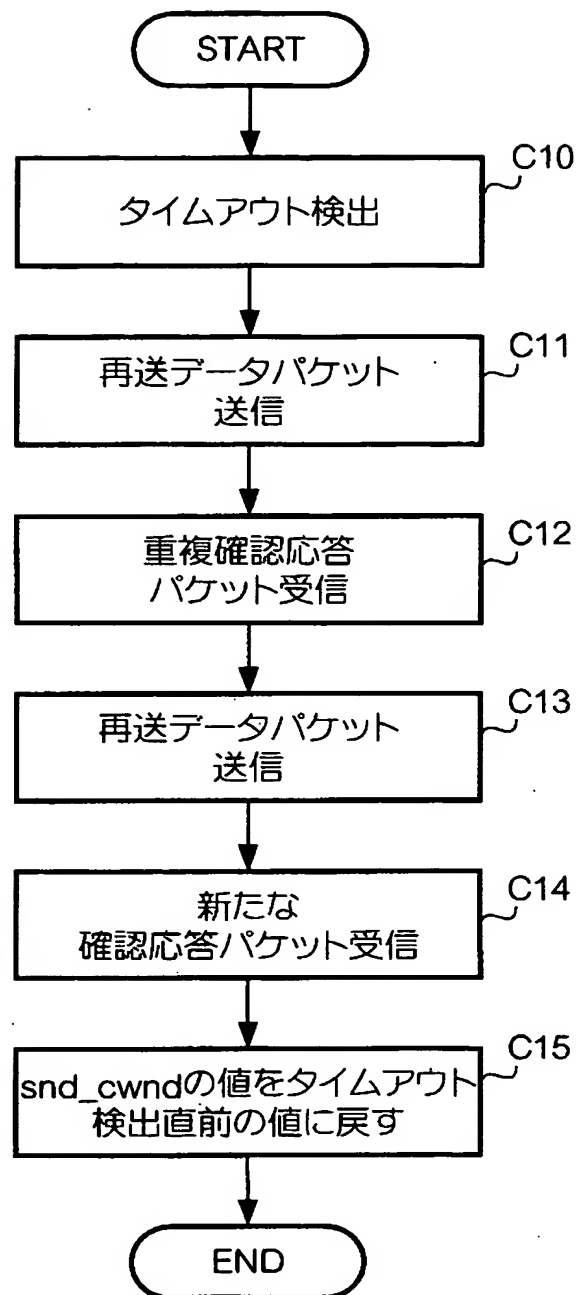 START
C10
タイムアウト検出
C11
再送データパケット
送信
C12
重複確認応答
パケット受信
C13
再送データパケット
送信
C14
新たな
確認応答パケット受信
C15
snd_cwndの値をタイムアウト
検出直前の値に戻す
END